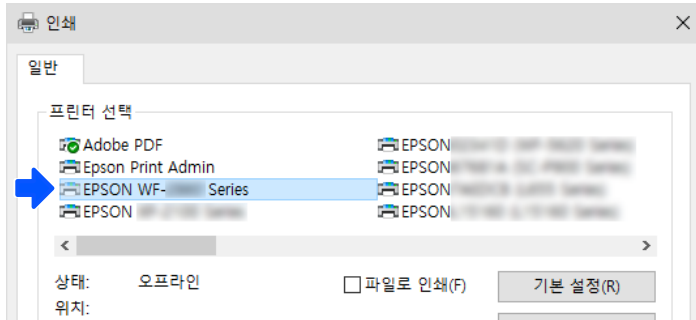 인쇄
일반
프린터 선택
Adobe PDF
Epson Print Admin
EPSON WF- Series
EPSON
EPSON
EPSON
EPSON
EPSON
상태: 오프라인
파일로 인쇄(F)
기본 설정(R)
위치: